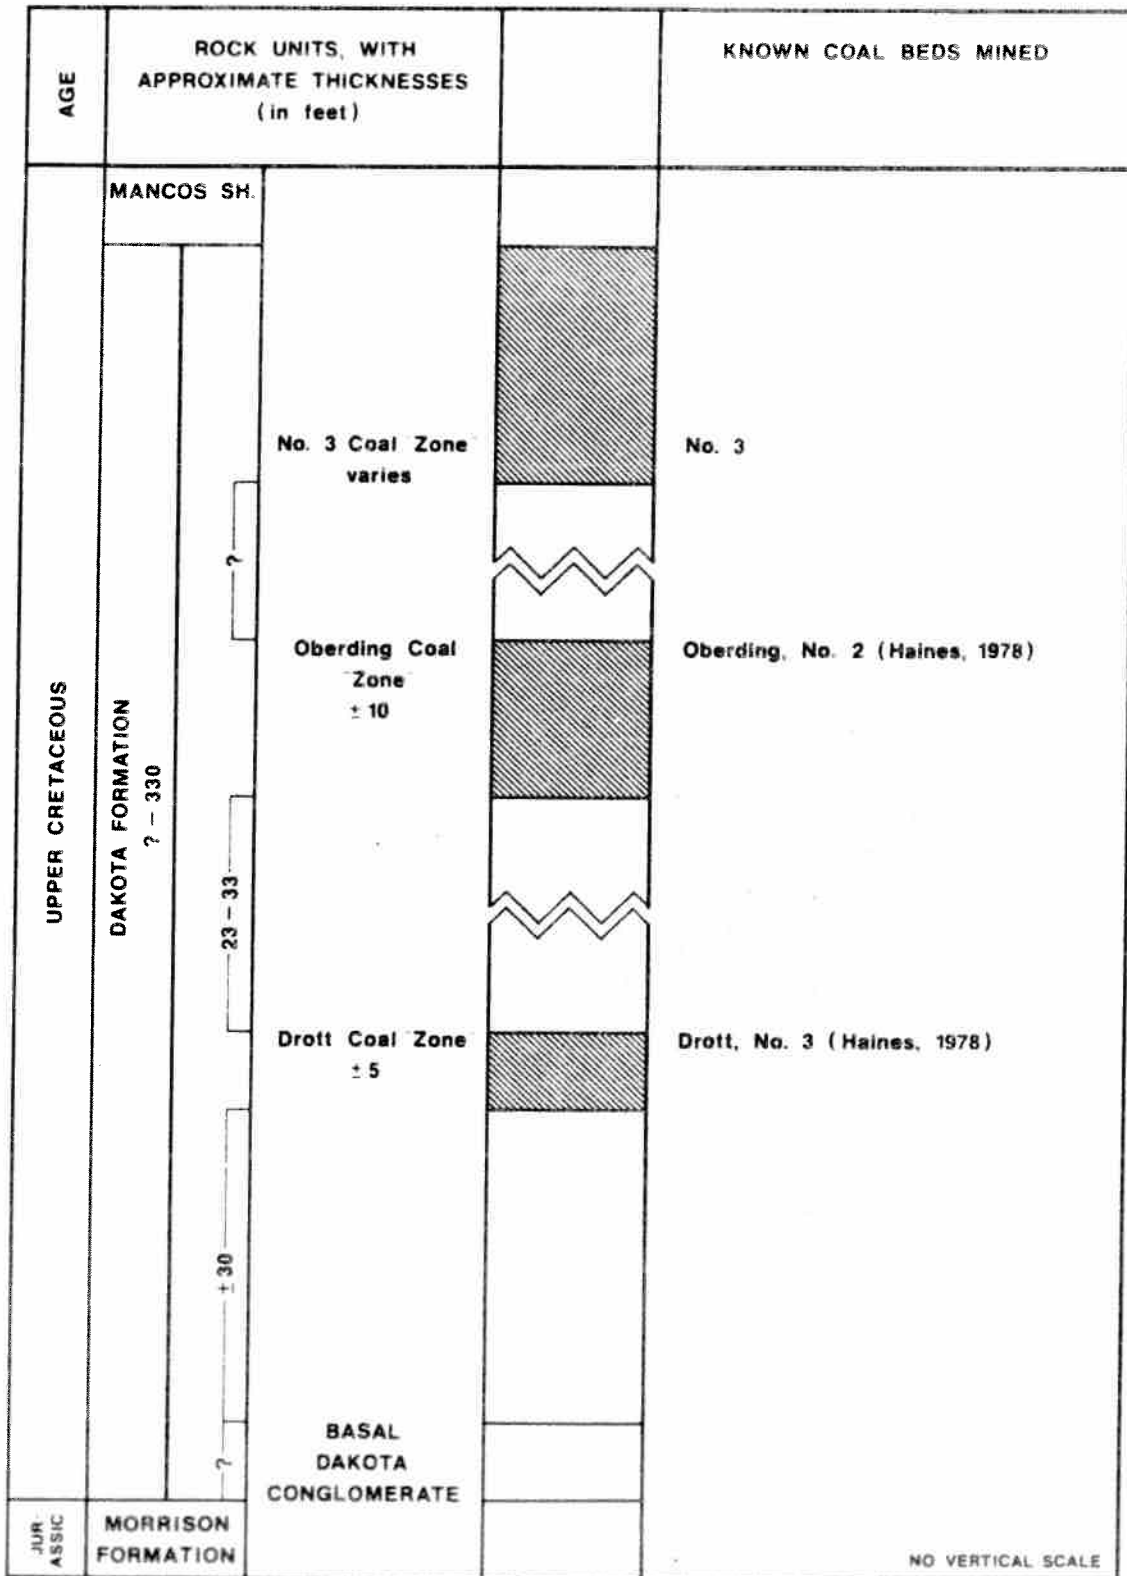 AGE
ROCK UNITS, WITH
APPROXIMATE THICKNESSES
(in feet)
KNOWN COAL BEDS MINED
MANCOS SH.
UPPER CRETACEOUS
DAKOTA FORMATION
? – 330
No. 3 Coal Zone
varies
No. 3
?
Oberding Coal
Zone
± 10
Oberding, No. 2 (Haines, 1978)
23 – 33
Drott Coal Zone
± 5
Drott, No. 3 (Haines, 1978)
±30
?
BASAL
DAKOTA
CONGLOMERATE
JUR-
ASSIC
MORRISON
FORMATION
NO VERTICAL SCALE